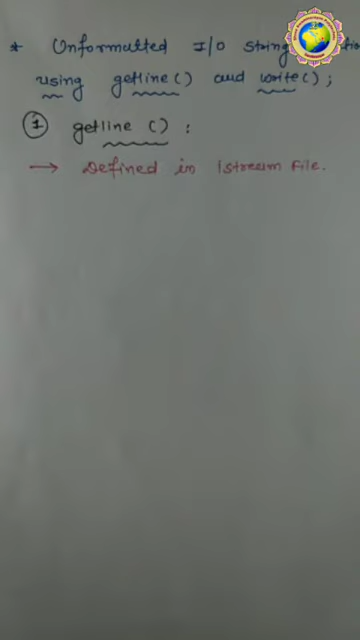 * Unformatted I/O string
using getline() and write();
① getline () :
→ Defined in Istream File.